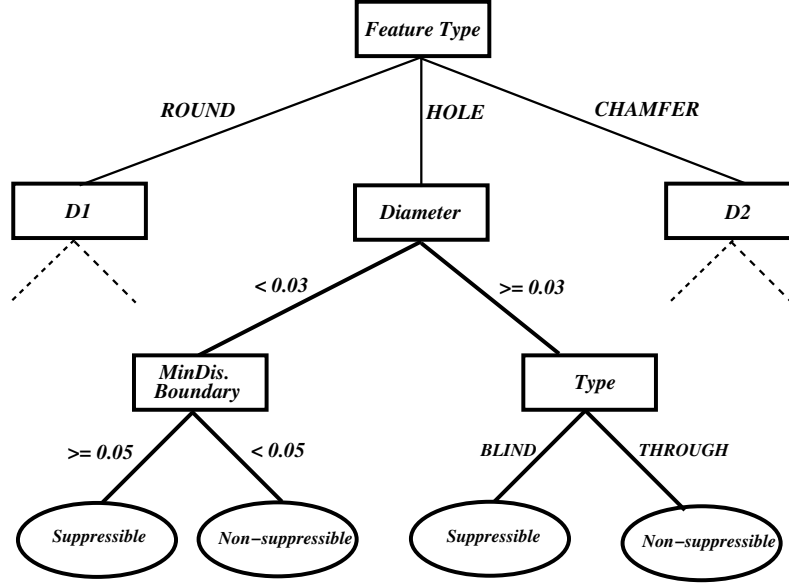 Feature Type
ROUND
HOLE
CHAMFER
D1
Diameter
D2
< 0.03
>= 0.03
MinDis.
Boundary
Type
>= 0.05
< 0.05
BLIND
THROUGH
Suppressible
Non-suppressible
Suppressible
Non-suppressible